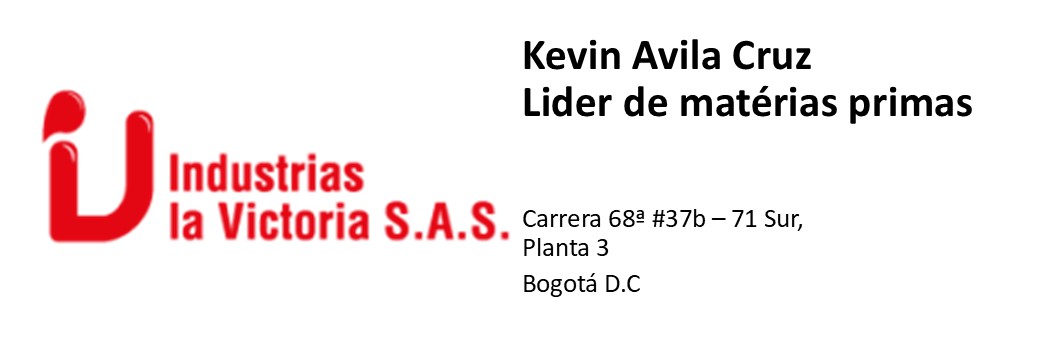 Kevin Avila Cruz
Lider de matérias primas
Industrias
la Victoria S.A.S.
Carrera 68ª #37b – 71 Sur,
Planta 3
Bogotá D.C